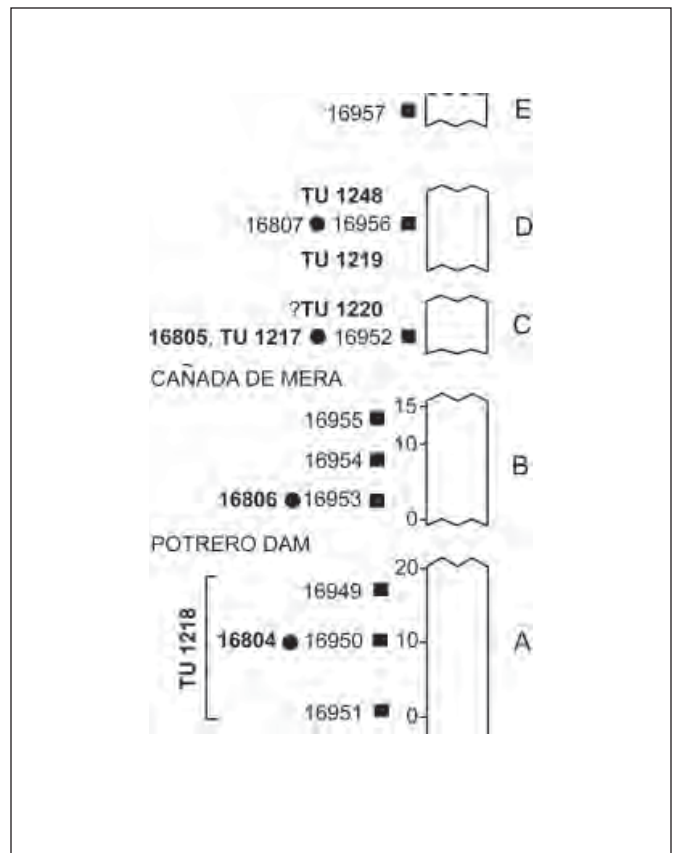 16957 E
TU 1248
16807 16956 D
TU 1219
?TU 1220
16805, TU 1217 16952 C
CAÑADA DE MERA
15
16955
10
16954
B
16806 16953
0
POTRERO DAM
20
16949
TU 1218
16804 16950 10 A
16951 0